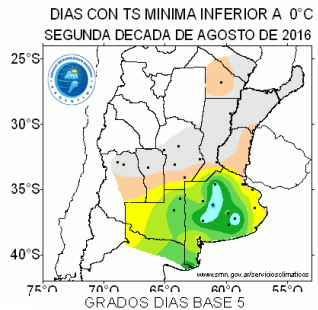 DIAS CON TS MINIMA INFERIOR A 0°C
SEGUNDA DECADA DE AGOSTO DE 2016
25°S
30°S
35°S
40°S
www.smn.gov.ar/serviciosclimaticos
75°W 70°W 65°W 60°W 55°W
GRADOS DIAS BASE 5